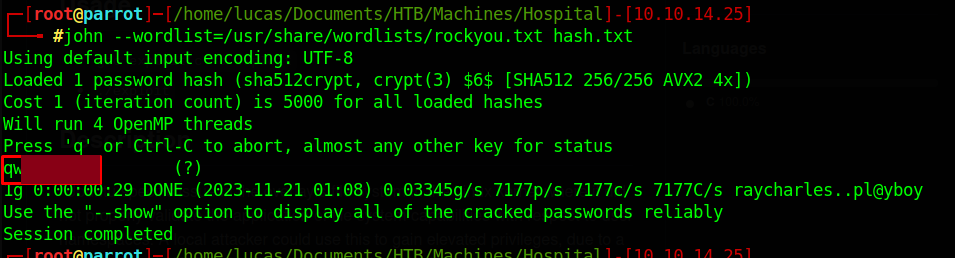 [root@parrot]─[/home/lucas/Documents/HTB/Machines/Hospital]-[10.10.14.25]
#john --wordlist=/usr/share/wordlists/rockyou.txt hash.txt
Using default input encoding: UTF-8
Loaded 1 password hash (sha512crypt, crypt(3) $6$ [SHA512 256/256 AVX2 4x])
Cost 1 (iteration count) is 5000 for all loaded hashes
Will run 4 OpenMP threads
Press 'q' or Ctrl-C to abort, almost any other key for status
qw (?)
1g 0:00:00:29 DONE (2023-11-21 01:08) 0.03345g/s 7177p/s 7177c/s 7177C/s raycharles..pl@yboy
Use the "--show" option to display all of the cracked passwords reliably
Session completed
[root@parrot]─[/home/lucas/Documents/HTB/Machines/Hospital]-[10.10.14.25]